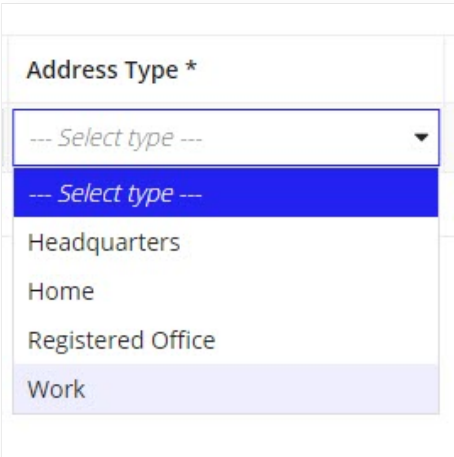 Address Type *
--- Select type ---
--- Select type ---
Headquarters
Home
Registered Office
Work